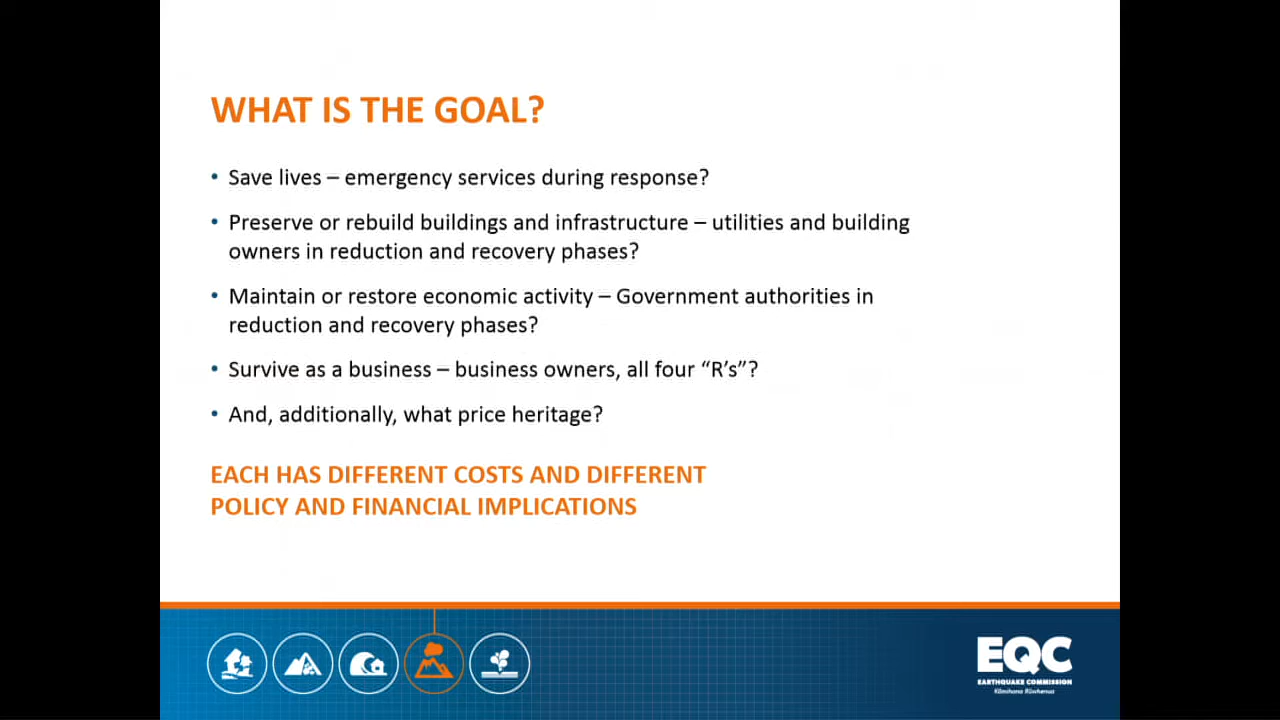 WHAT IS THE GOAL?
• Save lives – emergency services during response?
• Preserve or rebuild buildings and infrastructure – utilities and building
owners in reduction and recovery phases?
• Maintain or restore economic activity – Government authorities in
reduction and recovery phases?
• Survive as a business – business owners, all four “R’s”?
• And, additionally, what price heritage?
EACH HAS DIFFERENT COSTS AND DIFFERENT
POLICY AND FINANCIAL IMPLICATIONS
EQC
EARTHQUAKE COMMISSION